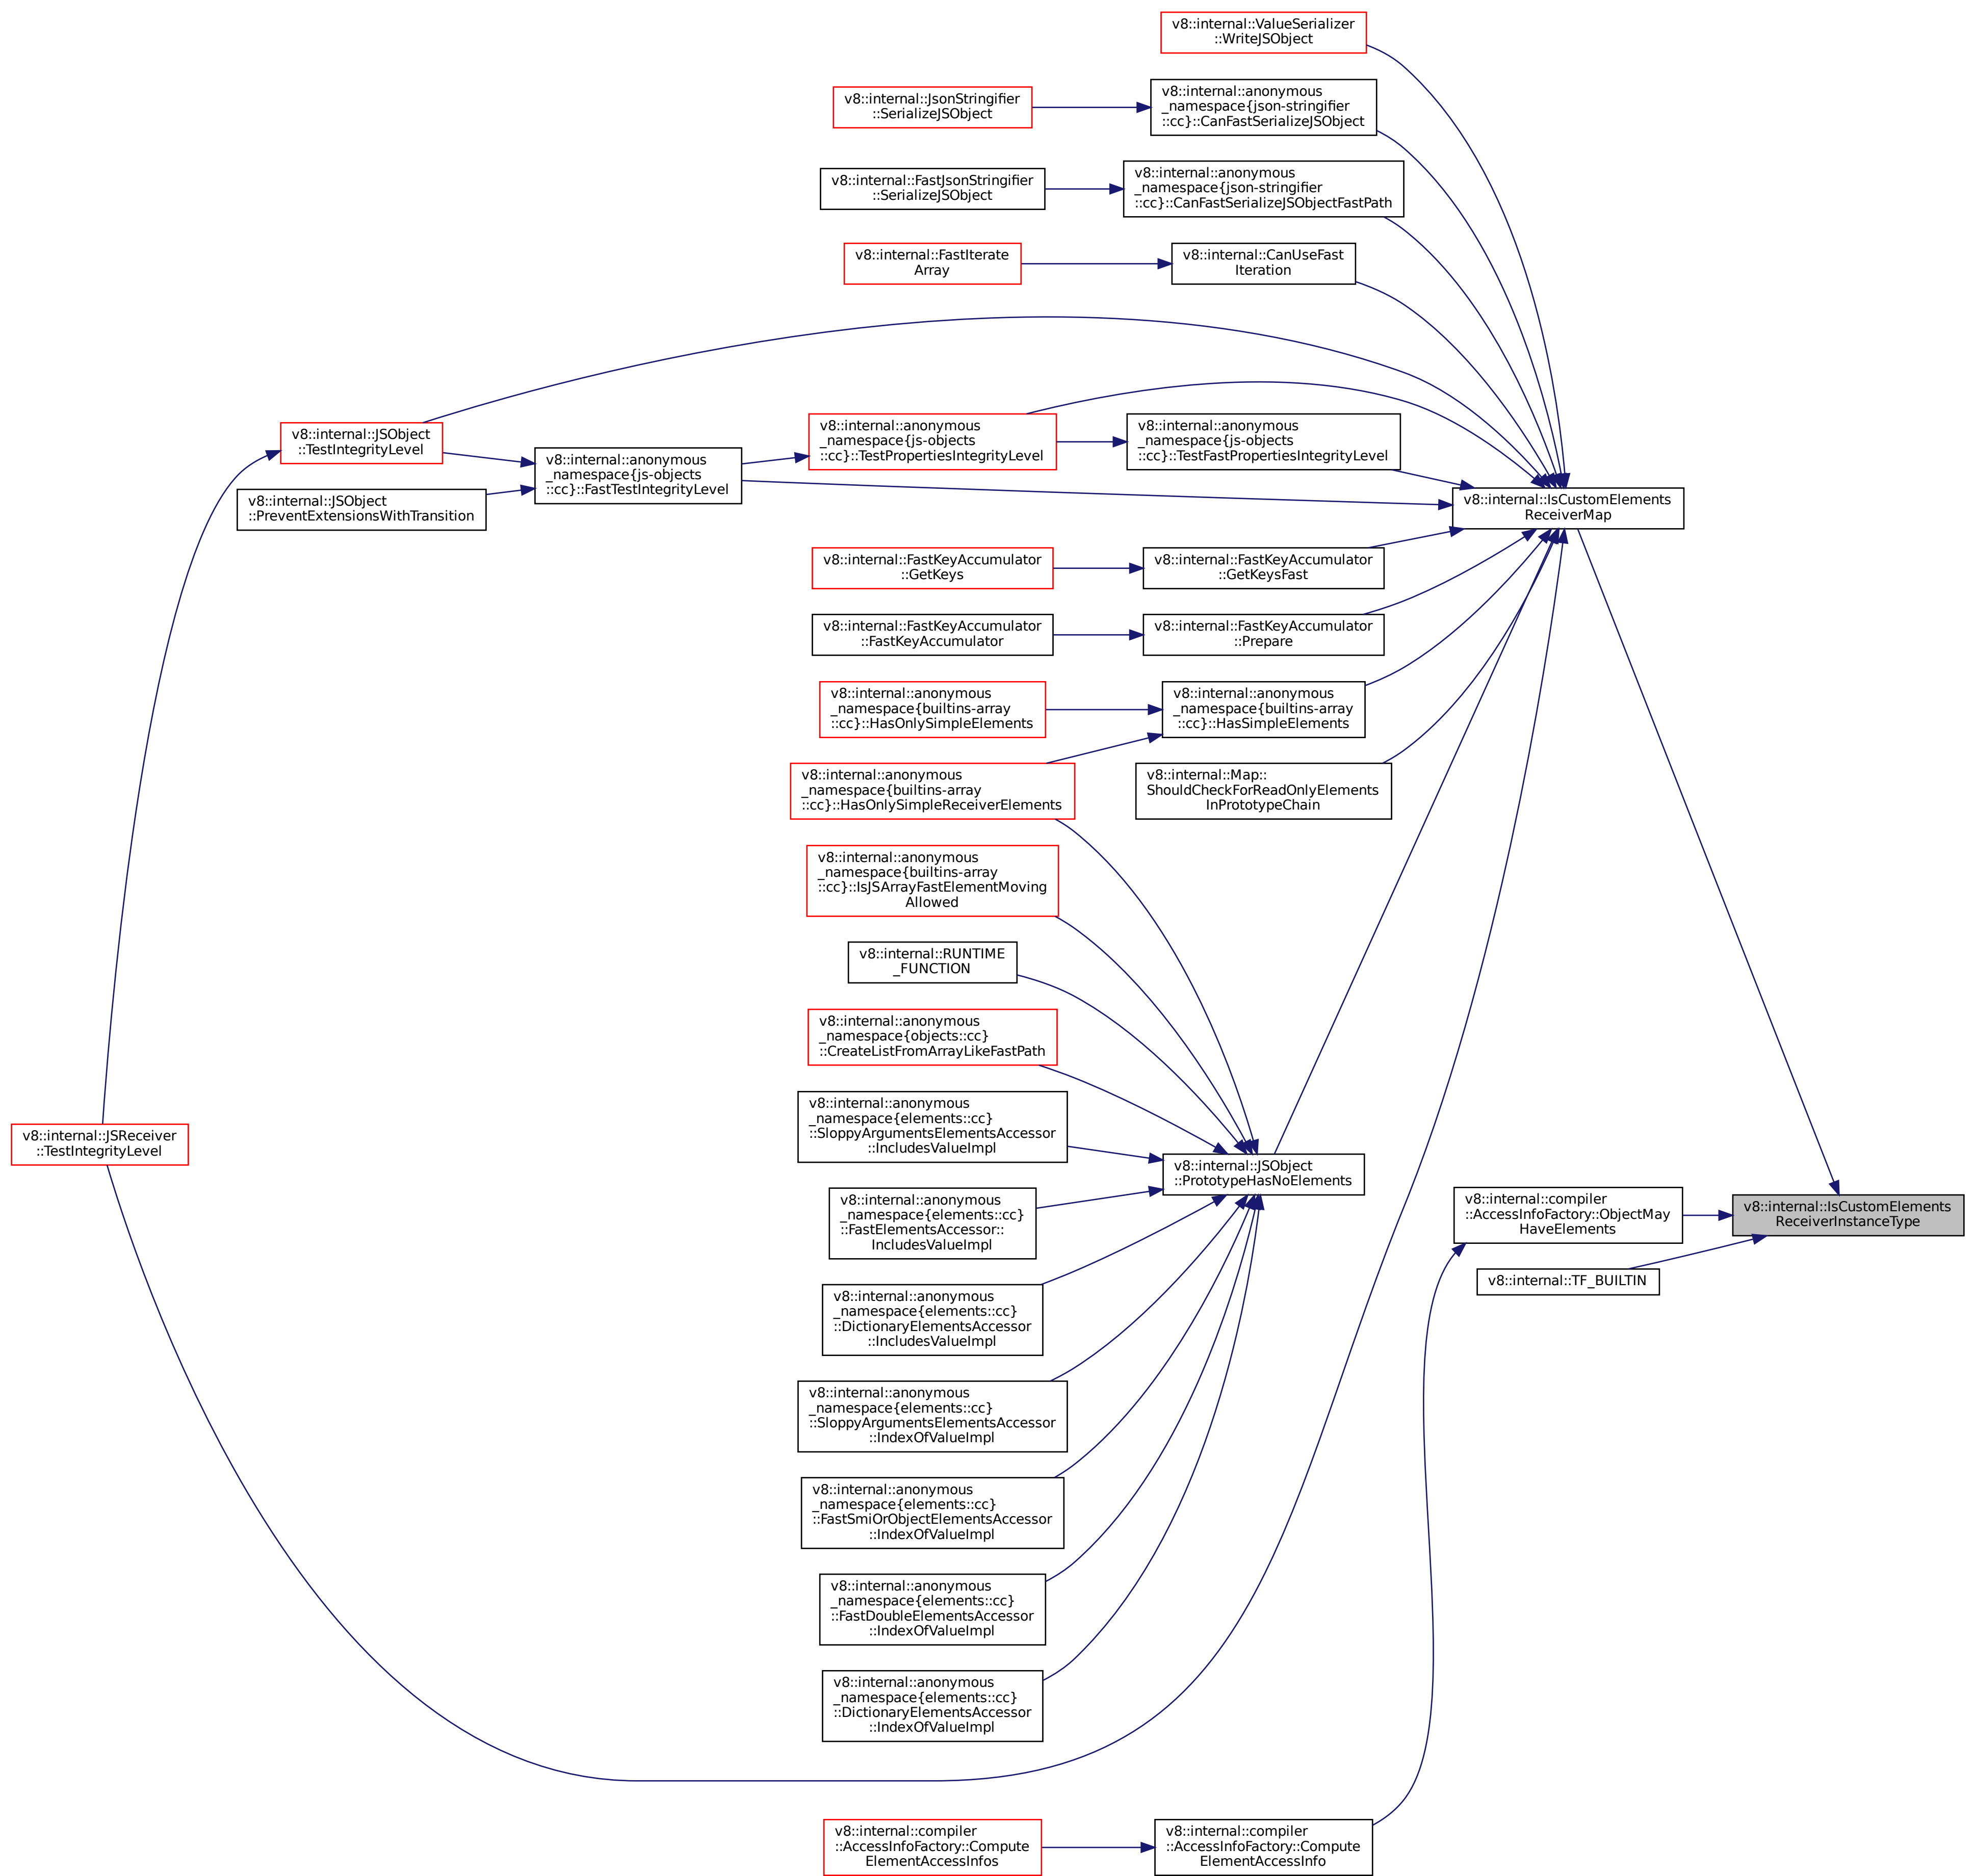 v8::internal::ValueSerializer
::WriteJSObject
v8::internal::JsonStringifier
::SerializeJSObject
v8::internal::anonymous
_namespace{json-stringifier
::cc}::CanFastSerializeJSObject
v8::internal::FastJsonStringifier
::SerializeJSObject
v8::internal::anonymous
_namespace{json-stringifier
::cc}::CanFastSerializeJSObjectFastPath
v8::internal::FastIterate
Array
v8::internal::CanUseFast
Iteration
v8::internal::JSObject
::TestIntegrityLevel
v8::internal::JSObject
::PreventExtensionsWithTransition
v8::internal::anonymous
_namespace{js-objects
::cc}::FastTestIntegrityLevel
v8::internal::anonymous
_namespace{js-objects
::cc}::TestPropertiesIntegrityLevel
v8::internal::anonymous
_namespace{js-objects
::cc}::TestFastPropertiesIntegrityLevel
v8::internal::IsCustomElements
ReceiverMap
v8::internal::FastKeyAccumulator
::GetKeys
v8::internal::FastKeyAccumulator
::GetKeysFast
v8::internal::FastKeyAccumulator
::FastKeyAccumulator
v8::internal::FastKeyAccumulator
::Prepare
v8::internal::anonymous
_namespace{builtins-array
::cc}::HasOnlySimpleElements
v8::internal::anonymous
_namespace{builtins-array
::cc}::HasSimpleElements
v8::internal::anonymous
_namespace{builtins-array
::cc}::HasOnlySimpleReceiverElements
v8::internal::Map::
ShouldCheckForReadOnlyElements
InPrototypeChain
v8::internal::anonymous
_namespace{builtins-array
::cc}::IsJSArrayFastElementMoving
Allowed
v8::internal::RUNTIME
_FUNCTION
v8::internal::anonymous
_namespace{objects::cc}
::CreateListFromArrayLikeFastPath
v8::internal::anonymous
_namespace{elements::cc}
::SloppyArgumentsElementsAccessor
::IncludesValueImpl
v8::internal::JSReceiver
::TestIntegrityLevel
v8::internal::JSObject
::PrototypeHasNoElements
v8::internal::anonymous
_namespace{elements::cc}
::FastElementsAccessor::
IncludesValueImpl
v8::internal::compiler
::AccessInfoFactory::ObjectMay
HaveElements
v8::internal::IsCustomElements
ReceiverInstanceType
v8::internal::TF_BUILTIN
v8::internal::anonymous
_namespace{elements::cc}
::DictionaryElementsAccessor
::IncludesValueImpl
v8::internal::anonymous
_namespace{elements::cc}
::SloppyArgumentsElementsAccessor
::IndexOfValueImpl
v8::internal::anonymous
_namespace{elements::cc}
::FastSmiOrObjectElementsAccessor
::IndexOfValueImpl
v8::internal::anonymous
_namespace{elements::cc}
::FastDoubleElementsAccessor
::IndexOfValueImpl
v8::internal::anonymous
_namespace{elements::cc}
::DictionaryElementsAccessor
::IndexOfValueImpl
v8::internal::compiler
::AccessInfoFactory::Compute
ElementAccessInfos
v8::internal::compiler
::AccessInfoFactory::Compute
ElementAccessInfo